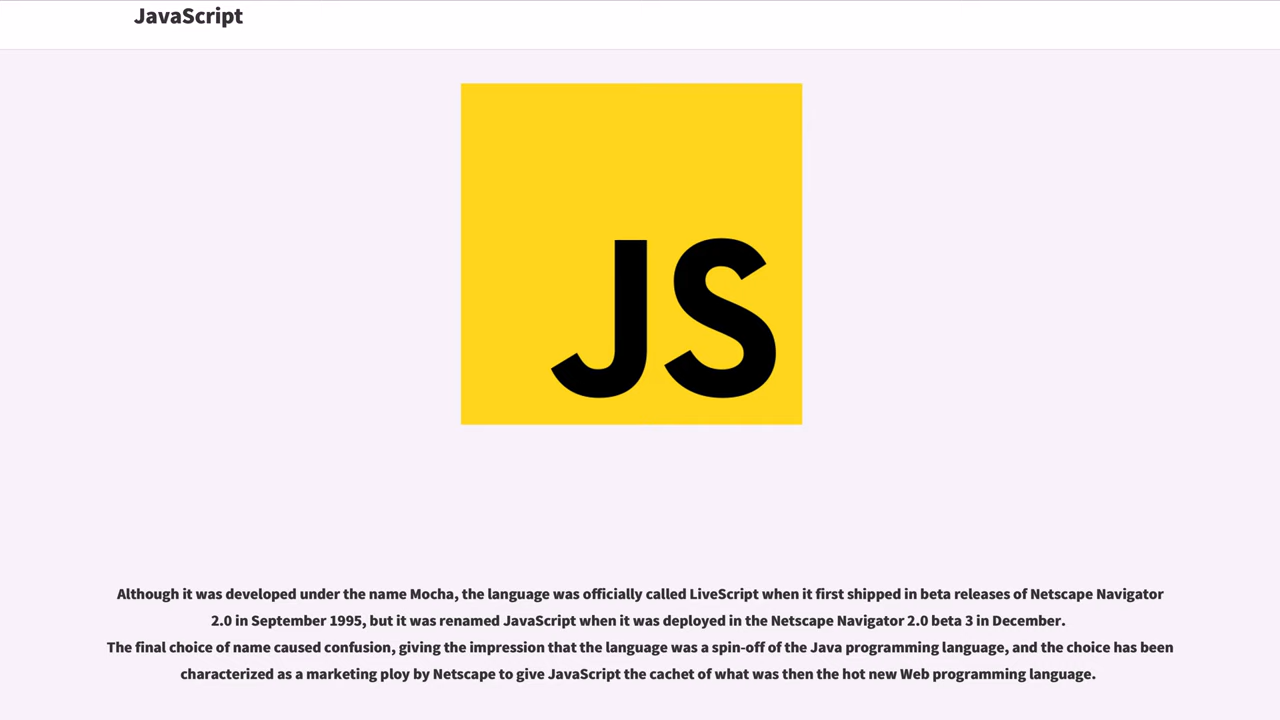 JavaScript
JS
Although it was developed under the name Mocha, the language was officially called LiveScript when it first shipped in beta releases of Netscape Navigator
2.0 in September 1995, but it was renamed JavaScript when it was deployed in the Netscape Navigator 2.0 beta 3 in December.
The final choice of name caused confusion, giving the impression that the language was a spin-off of the Java programming language, and the choice has been
characterized as a marketing ploy by Netscape to give JavaScript the cachet of what was then the hot new Web programming language.